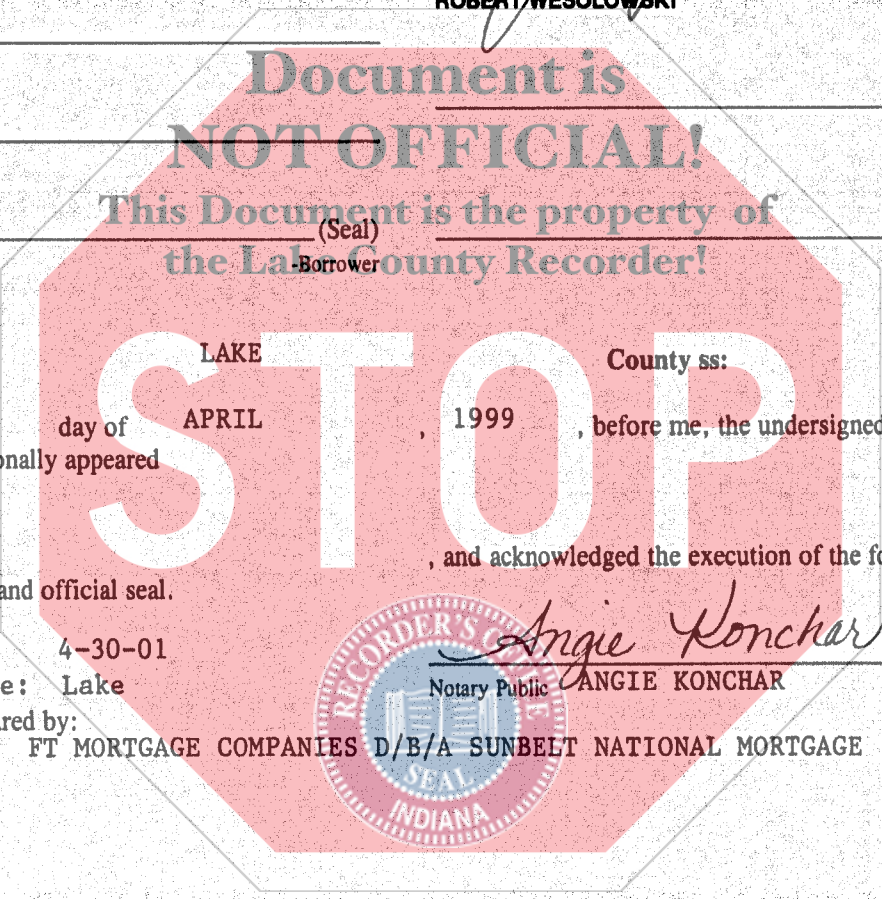 ROBERT WESOLOWSKI
Document is
NOT OFFICIAL!
This Document is the property of
(Seal)
the Lake County Recorder!
-Borrower
STOP
LAKE County ss:
day of APRIL , 1999 , before me, the undersigned
onally appeared
, and acknowledged the execution of the fo
and official seal.
Angie Konchar
4-30-01
e: Lake Notary Public ANGIE KONCHAR
red by:
FT MORTGAGE COMPANIES D/B/A SUNBELT NATIONAL MORTGAGE
RECORDER'S OFFICE
SEAL
INDIANA